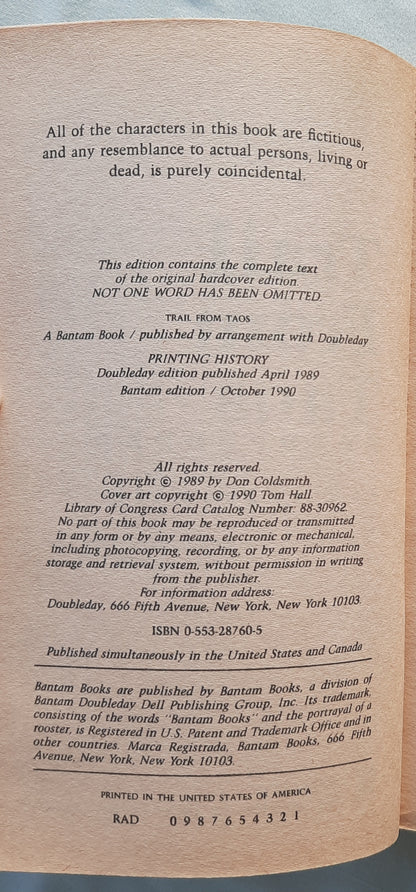 All of the characters in this book are fictitious,
and any resemblance to actual persons, living or
dead, is purely coincidental.
This edition contains the complete text
of the original hardcover edition.
NOT ONE WORD HAS BEEN OMITTED.
TRAIL FROM TAOS
A Bantam Book / published by arrangement with Doubleday
PRINTING HISTORY
Doubleday edition published April 1989
Bantam edition / October 1990
All rights reserved.
Copyright © 1989 by Don Coldsmith.
Cover art copyright © 1990 Tom Hall.
Library of Congress Card Catalog Number: 88-30962.
No part of this book may be reproduced or transmitted
in any form or by any means, electronic or mechanical,
including photocopying, recording, or by any information
storage and retrieval system, without permission in writing
from the publisher.
For information address:
Doubleday, 666 Fifth Avenue, New York, New York 10103.
ISBN 0-553-28760-5
Published simultaneously in the United States and Canada
Bantam Books are published by Bantam Books, a division of
Bantam Doubleday Dell Publishing Group, Inc. Its trademark,
consisting of the words "Bantam Books" and the portrayal of a
rooster, is Registered in U.S. Patent and Trademark Office and in
other countries. Marca Registrada, Bantam Books, 666 Fifth
Avenue, New York, New York 10103.
PRINTED IN THE UNITED STATES OF AMERICA
RAD 0 9 8 7 6 5 4 3 2 1